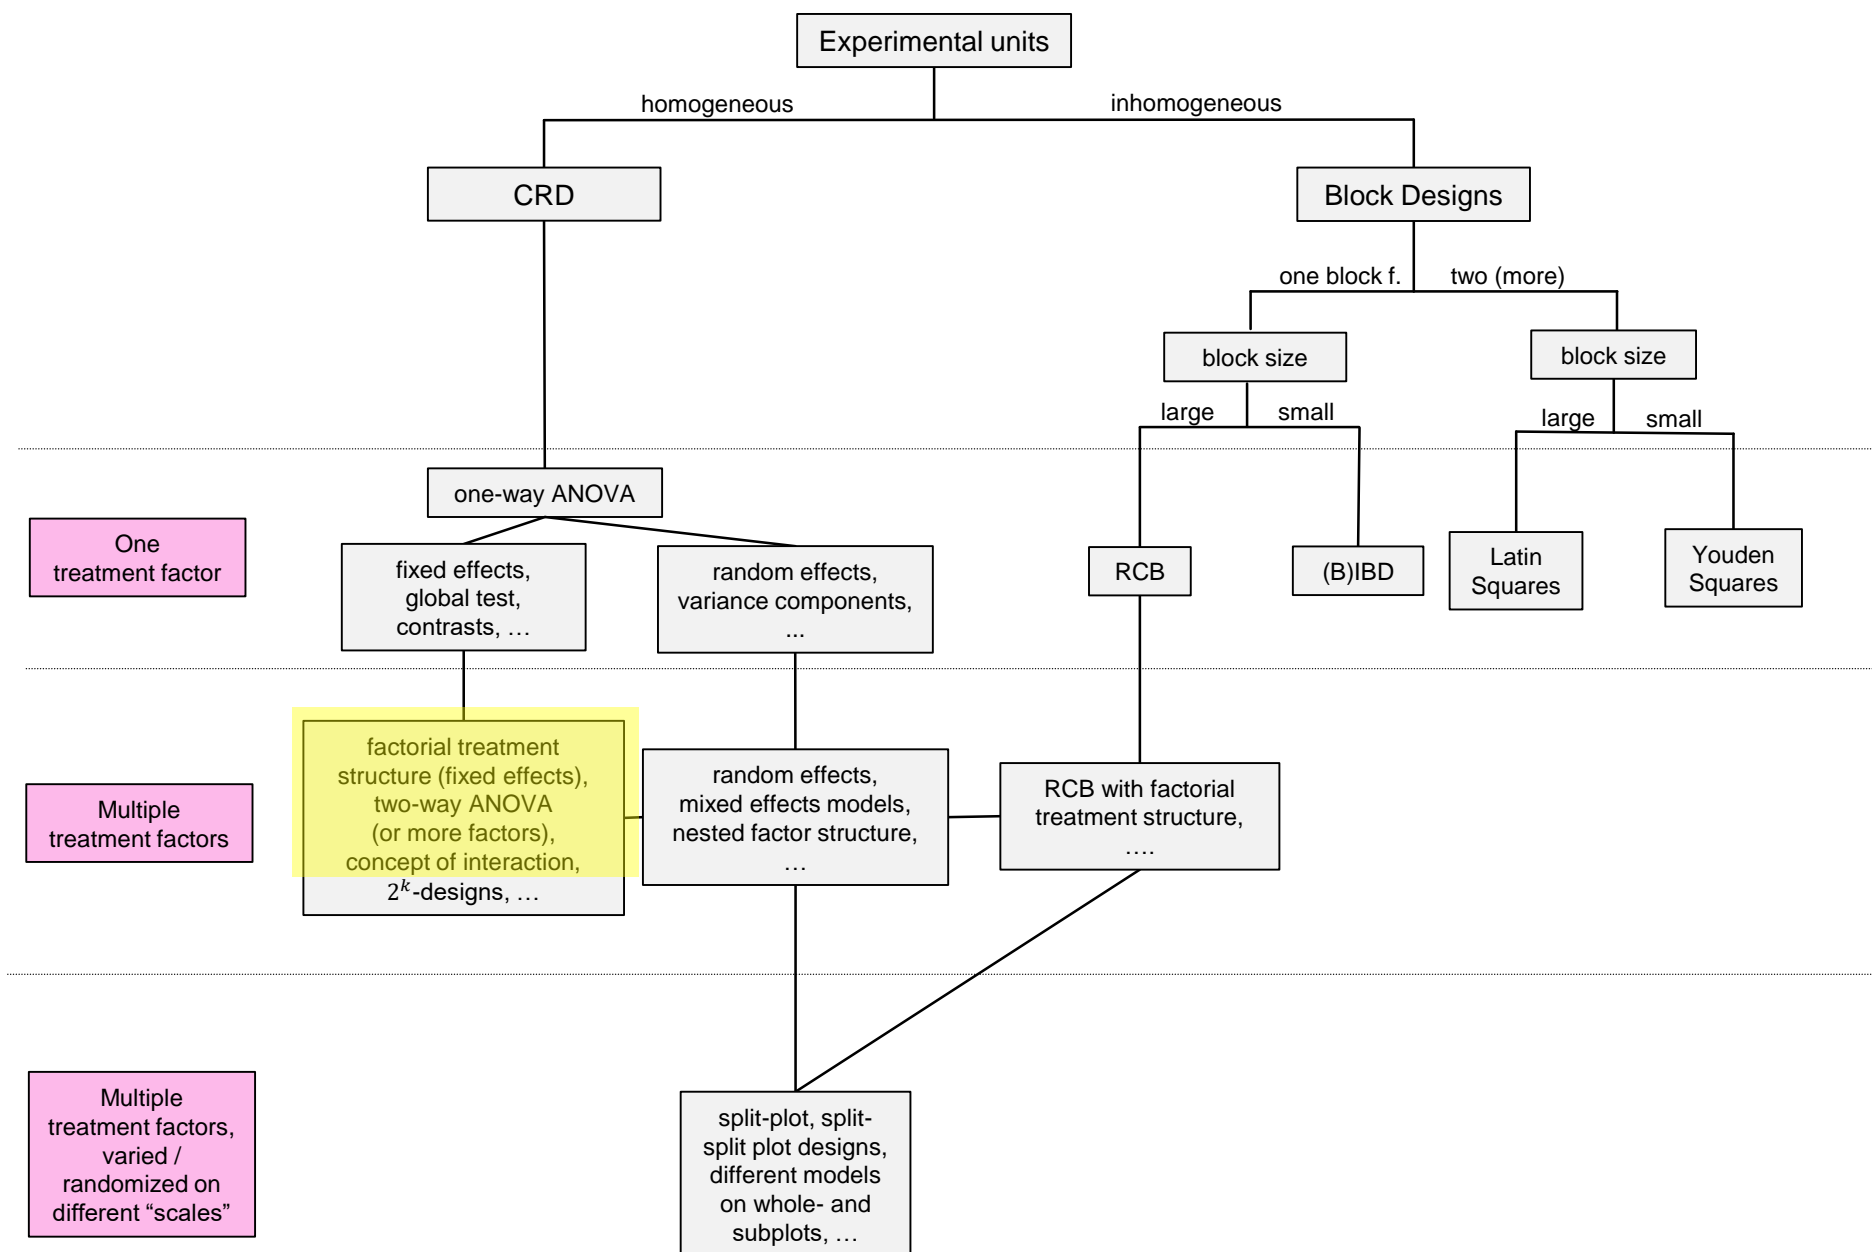 Experimental units
homogeneous
inhomogeneous
CRD
Block Designs
one block f.
two (more)
block size
block size
large
small
large
small
one-way ANOVA
One
treatment factor
fixed effects,
global test,
contrasts, …
random effects,
variance components,
...
RCB
(B)IBD
Latin
Squares
Youden
Squares
Multiple
treatment factors
factorial treatment
structure (fixed effects),
two-way ANOVA
(or more factors),
concept of interaction,
2^k-designs, …
random effects,
mixed effects models,
nested factor structure,
…
RCB with factorial
treatment structure,
….
Multiple
treatment factors,
varied /
randomized on
different “scales”
split-plot, split-
split plot designs,
different models
on whole- and
subplots, …